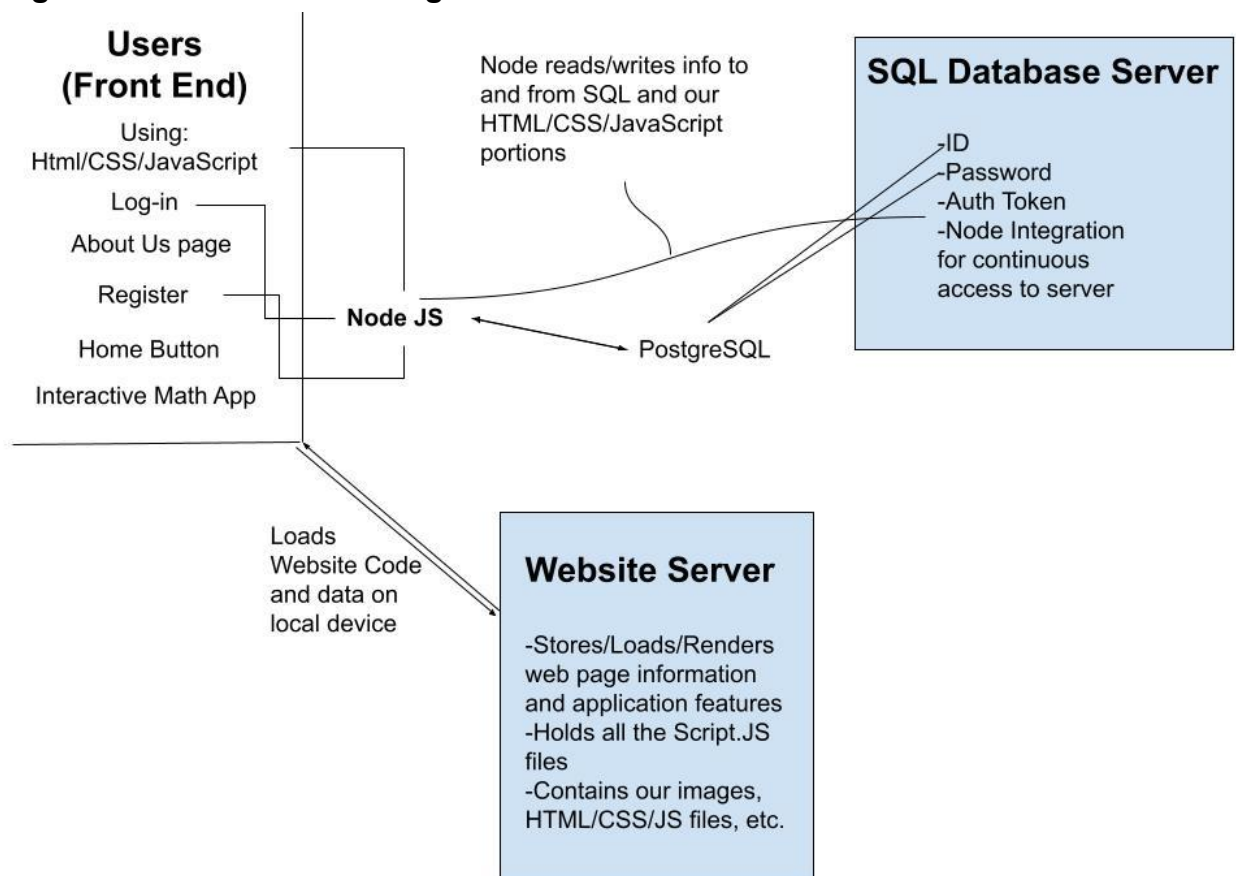 Users
(Front End)
Using:
Html/CSS/JavaScript
Log-in
About Us page
Register
Home Button
Interactive Math App
Node JS
Node reads/writes info to
and from SQL and our
HTML/CSS/JavaScript
portions
PostgreSQL
SQL Database Server
-ID
-Password
-Auth Token
-Node Integration
for continuous
access to server
Loads
Website Code
and data on
local device
Website Server
-Stores/Loads/Renders
web page information
and application features
-Holds all the Script.JS
files
-Contains our images,
HTML/CSS/JS files, etc.